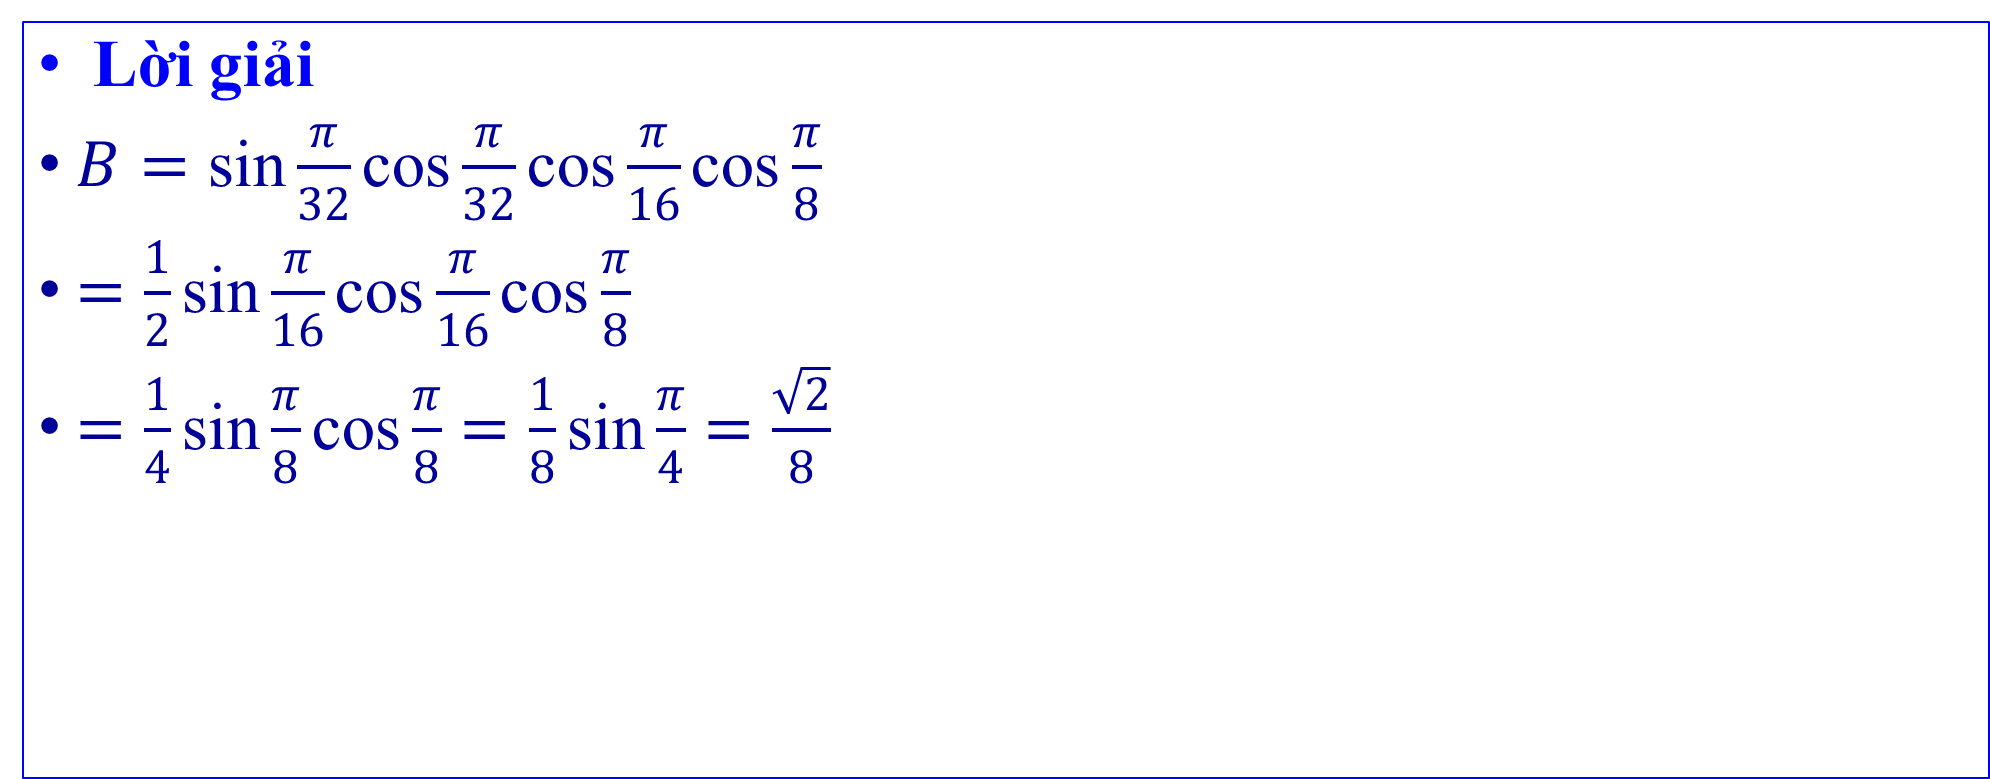 • Lời giải
• B = sin π/32 cos π/32 cos π/16 cos π/8
• = 1/2 sin π/16 cos π/16 cos π/8
• = 1/4 sin π/8 cos π/8 = 1/8 sin π/4 = √2/8